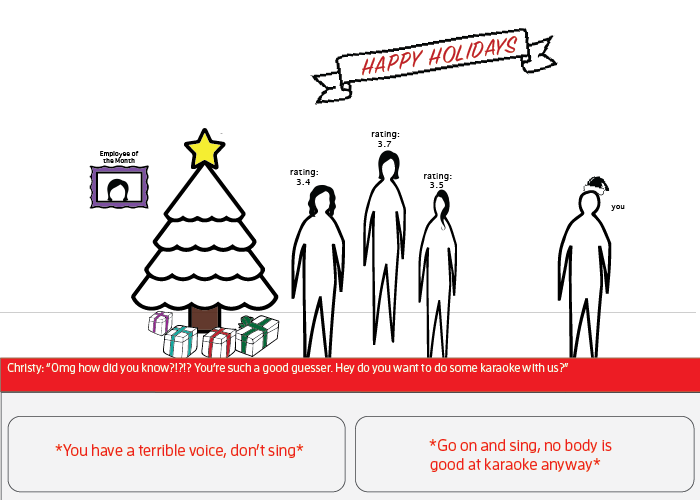 HAPPY HOLIDAYS
Employee of
the Month
rating:
3.4
rating:
3.7
rating:
3.5
you
Christy: "Omg how did you know?!?!? You're such a good guesser. Hey do you want to do some karaoke with us?"
*You have a terrible voice, don't sing*
*Go on and sing, no body is
good at karaoke anyway*